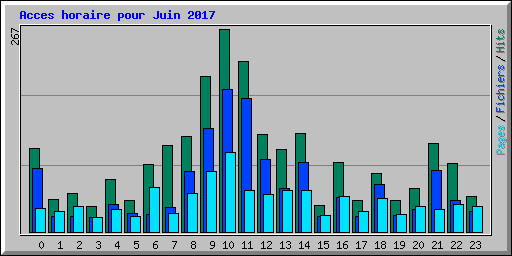 Acces horaire pour Juin 2017
267
Pages / Fichiers / Hits
0 1 2 3 4 5 6 7 8 9 10 11 12 13 14 15 16 17 18 19 20 21 22 23